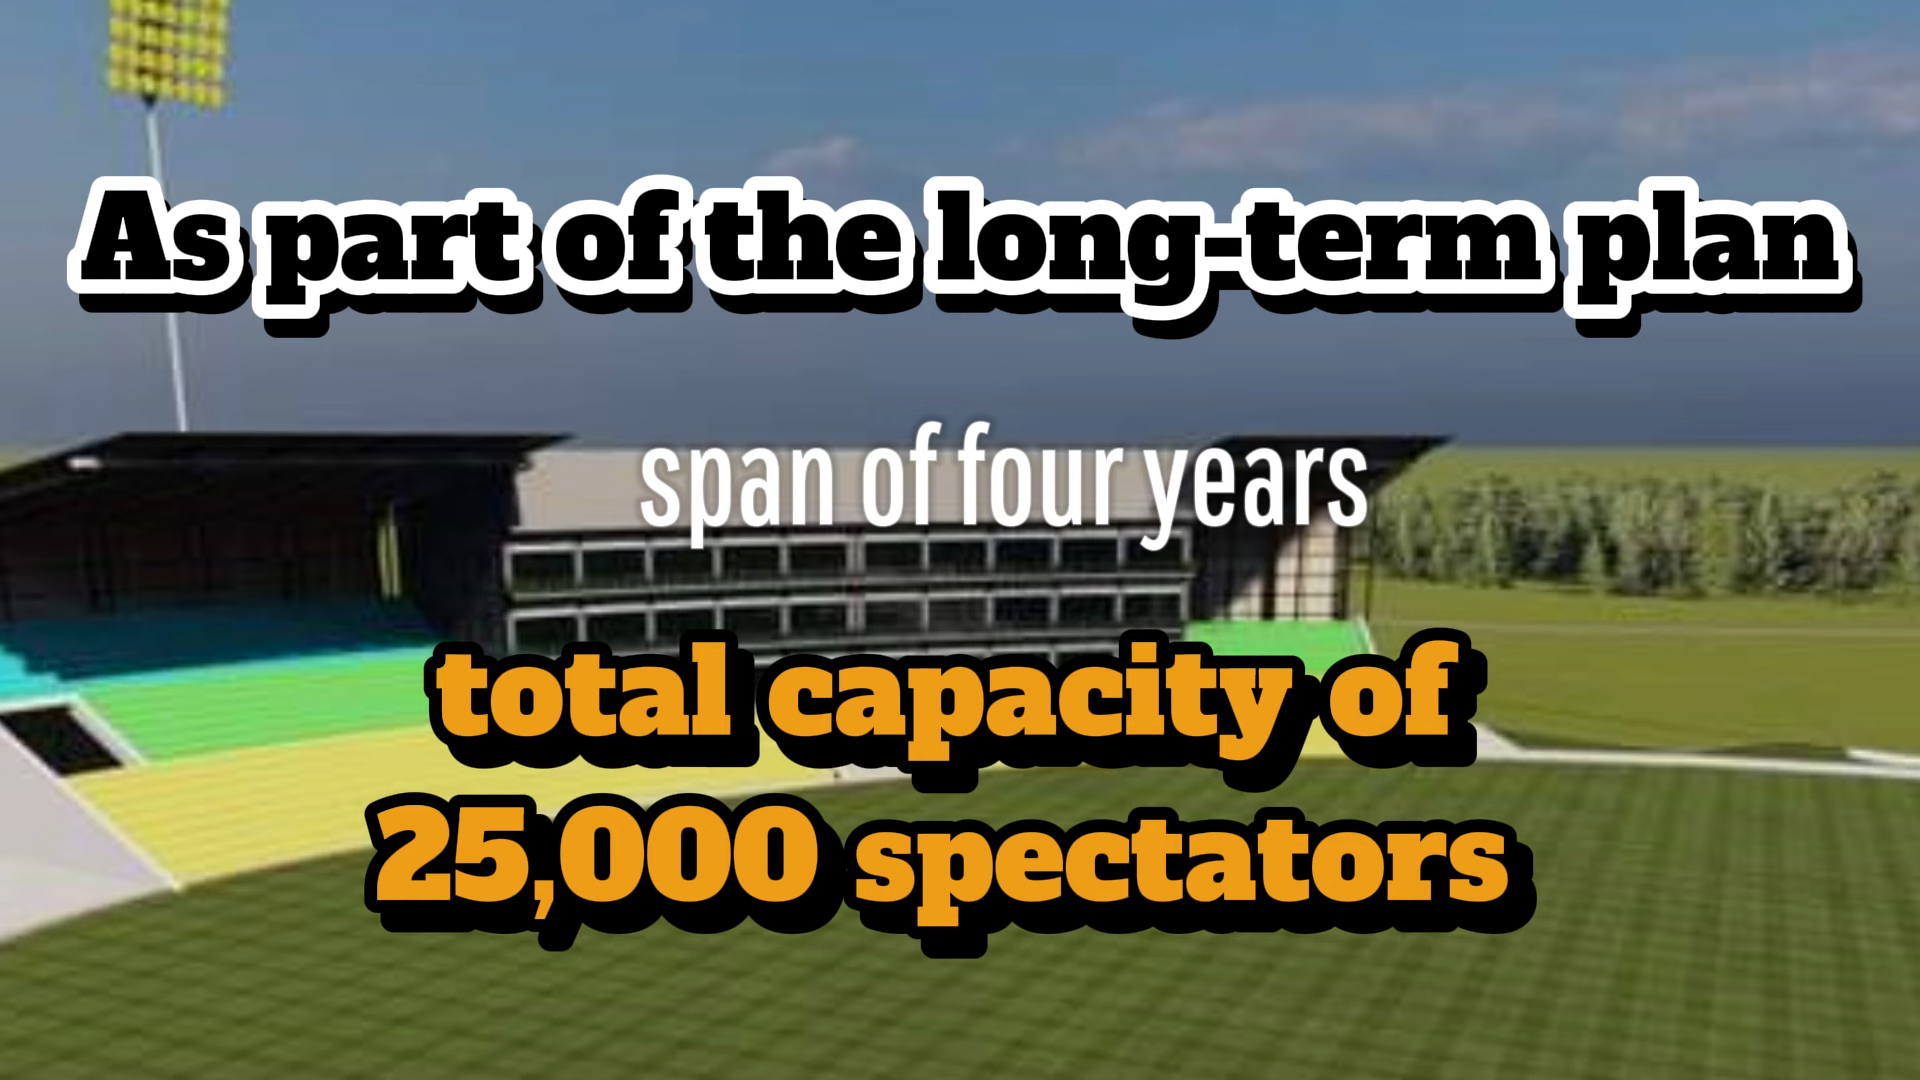 As part of the long-term plan
span of four years
total capacity of
25,000 spectators